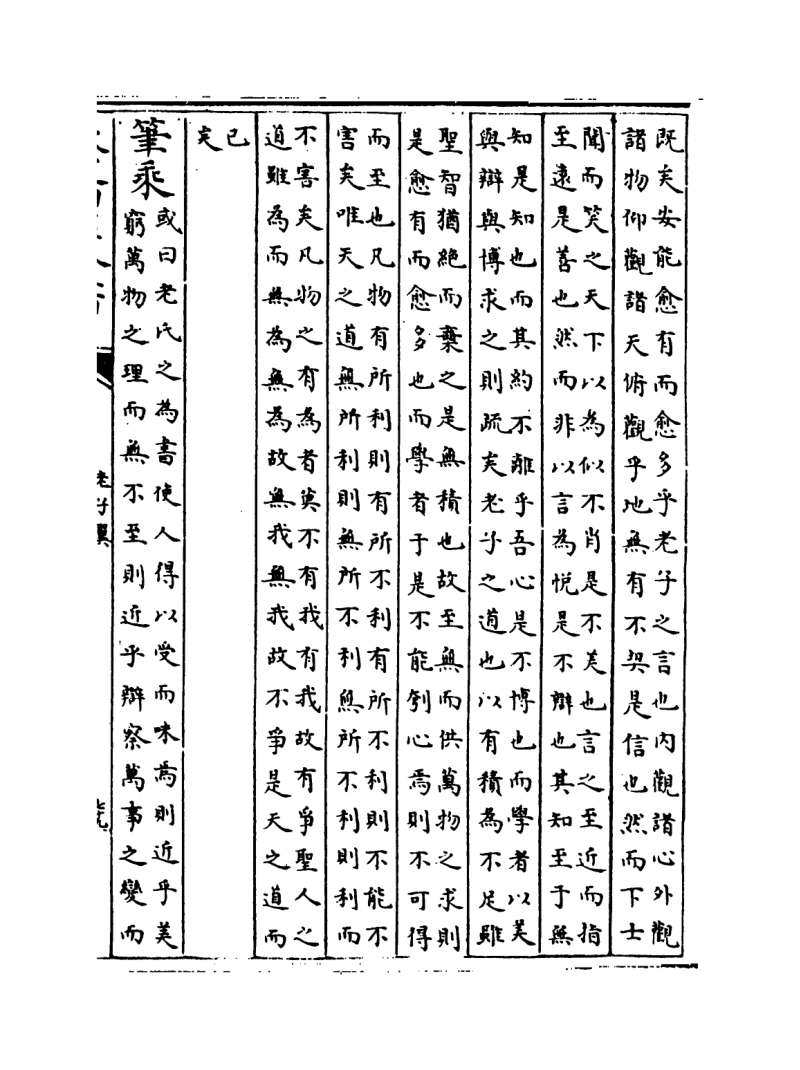 既矣安能愈有而愈多乎老子之言也内觀諸心外觀
諸物仰觀諸天俯觀乎地無有不契是信也然而下士
聞而笑之天下以為似不肖是不美也言之至近而指
至遠是善也然而非以言為悅是不辯也其知至于無
知是知也而其約不離乎吾心是不博也而學者以美
與辯與博求之則疏矣老子之道也以有積為不足雖
聖智猶絶而棄之是無積也故至無而供萬物之求則
是愈有而愈多也而學者于是不能刳心焉則不可得
而至也凡物有所利則有所不利有所不利則不能不
害矣唯天之道無所利則無所不利無所不利則利而
不害矣凡物之有為者莫不有我有我故有爭聖人之
道雖為而無為無為故無我無我故不爭是天之道而
已
矣
筆乘
或曰老氏之為書使人得以受而味焉則近乎美
窮萬物之理而無不至則近乎辯察萬事之變而
老子翼